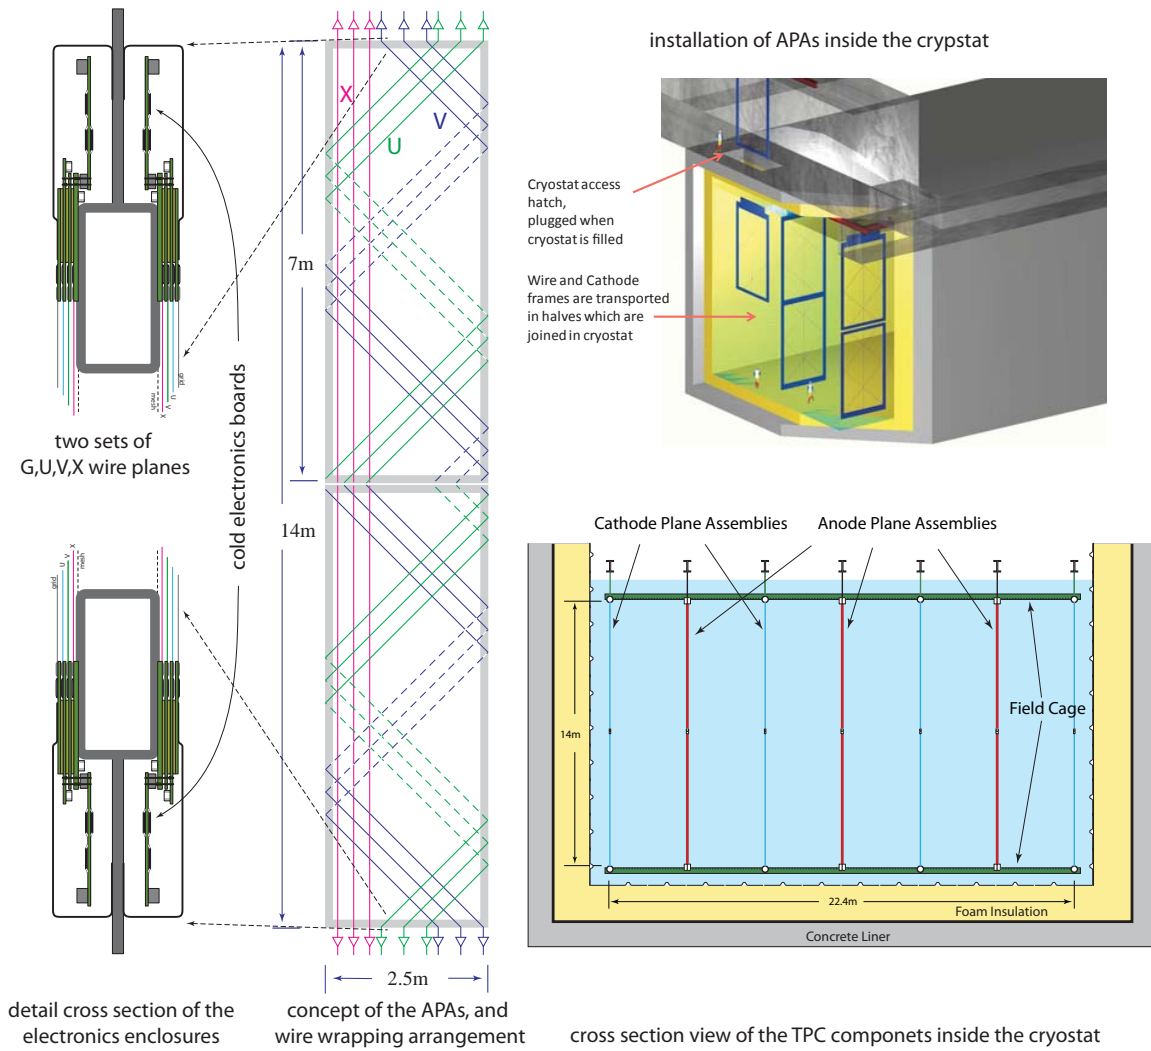 installation of APAs inside the crypstat
X
V
U
7m
14m
2.5m
Cryostat access
hatch,
plugged when
cryostat is filled
Wire and Cathode
frames are transported
in halves which are
joined in cryostat
grid
U
V
X
mesh
two sets of
G,U,V,X wire planes
cold electronics boards
grid
U
V
X
mesh
Cathode Plane Assemblies
Anode Plane Assemblies
Field Cage
14m
22.4m
Foam Insulation
Concrete Liner
detail cross section of the
electronics enclosures
concept of the APAs, and
wire wrapping arrangement
cross section view of the TPC componets inside the cryostat